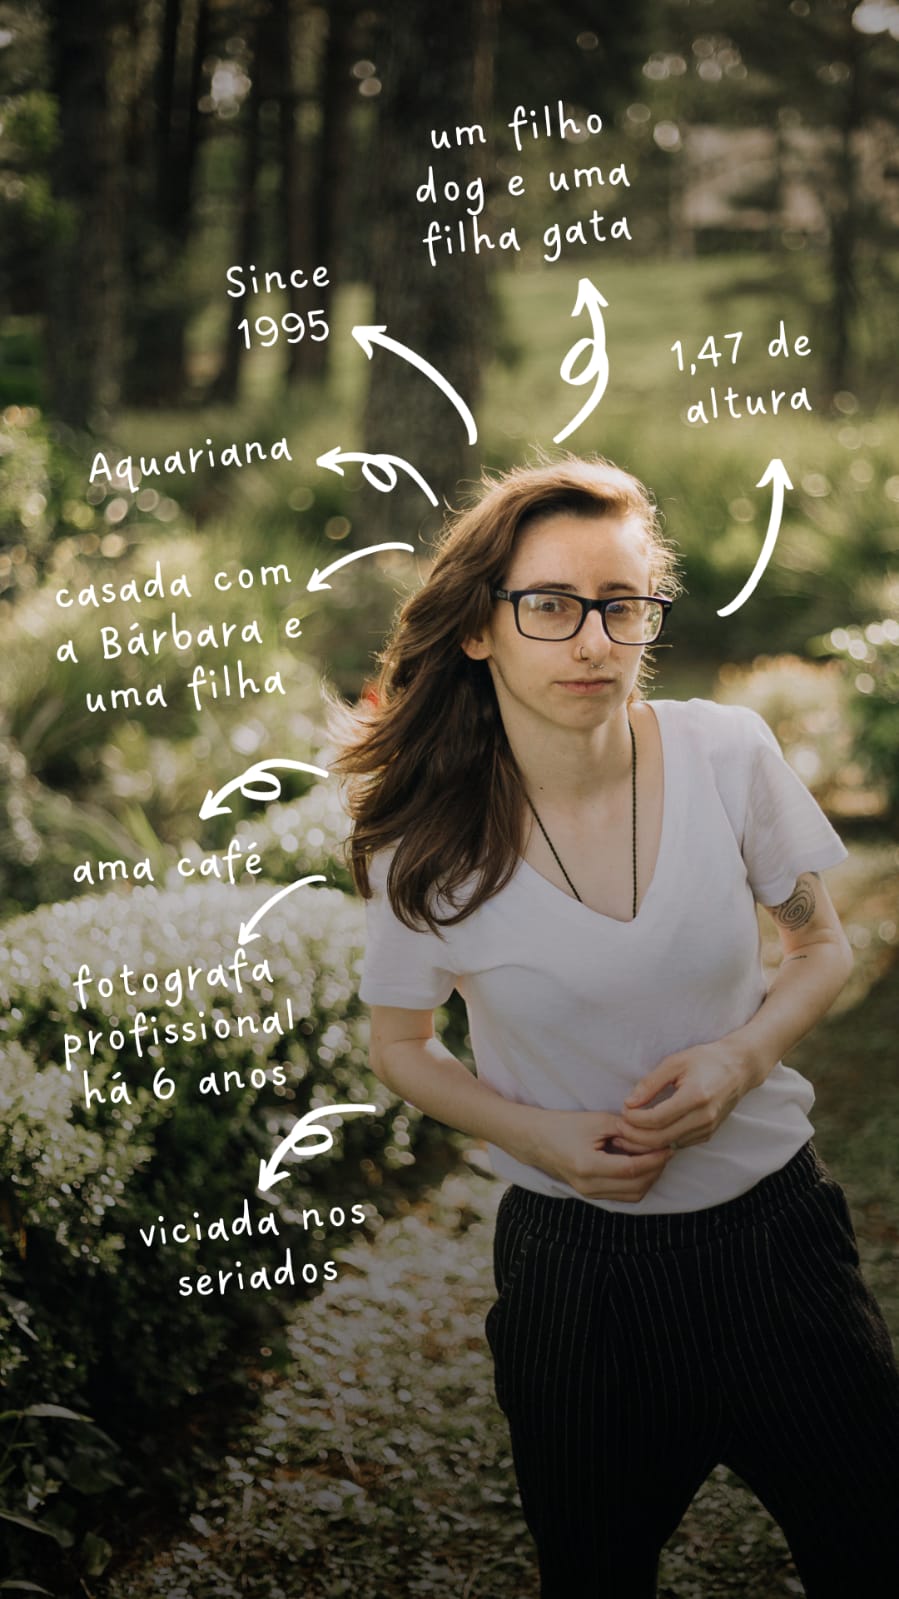 um filho
dog e uma
filha gata
Since
1995
1,47 de
altura
Aquariana
casada com
a Bárbara e
uma filha
ama café
fotografa
profissional
há 6 anos
viciada nos
seriados